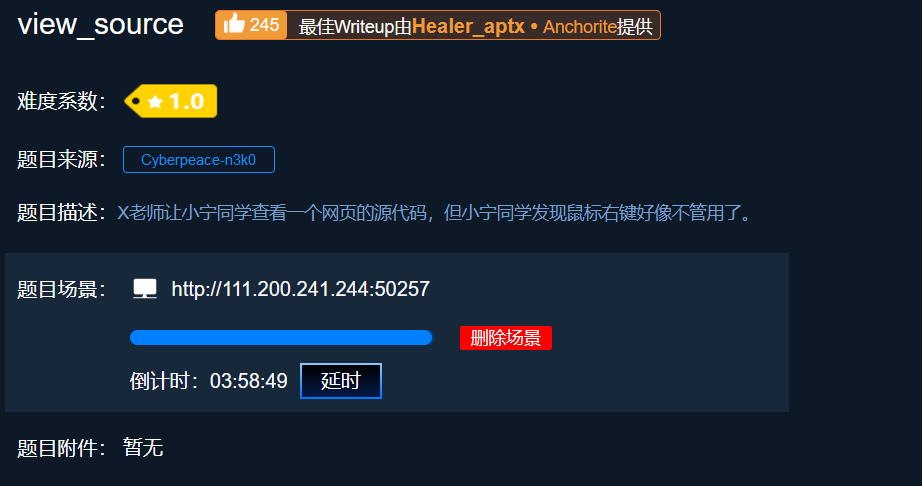 view_source 245 最佳Writeup由Healer_aptx • Anchorite提供
难度系数： 1.0
题目来源： Cyberpeace-n3k0
题目描述：X老师让小宁同学查看一个网页的源代码，但小宁同学发现鼠标右键好像不管用了。
题目场景： http://111.200.241.244:50257
删除场景
倒计时：03:58:49 延时
题目附件： 暂无